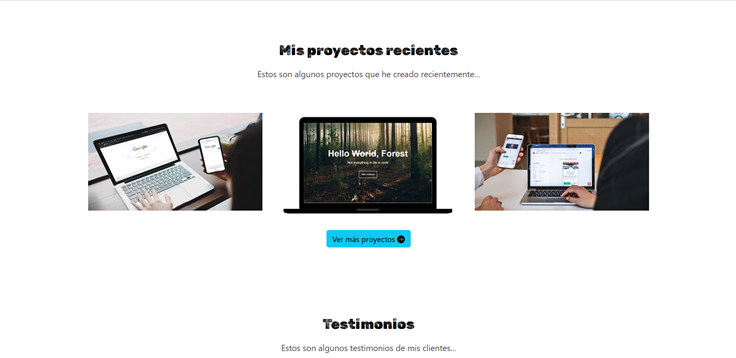 Mis proyectos recientes
Estos son algunos proyectos que he creado recientemente...
Google
Google
Hello World, Forest
Ver más proyectos
Testimonios
Estos son algunos testimonios de mis clientes...